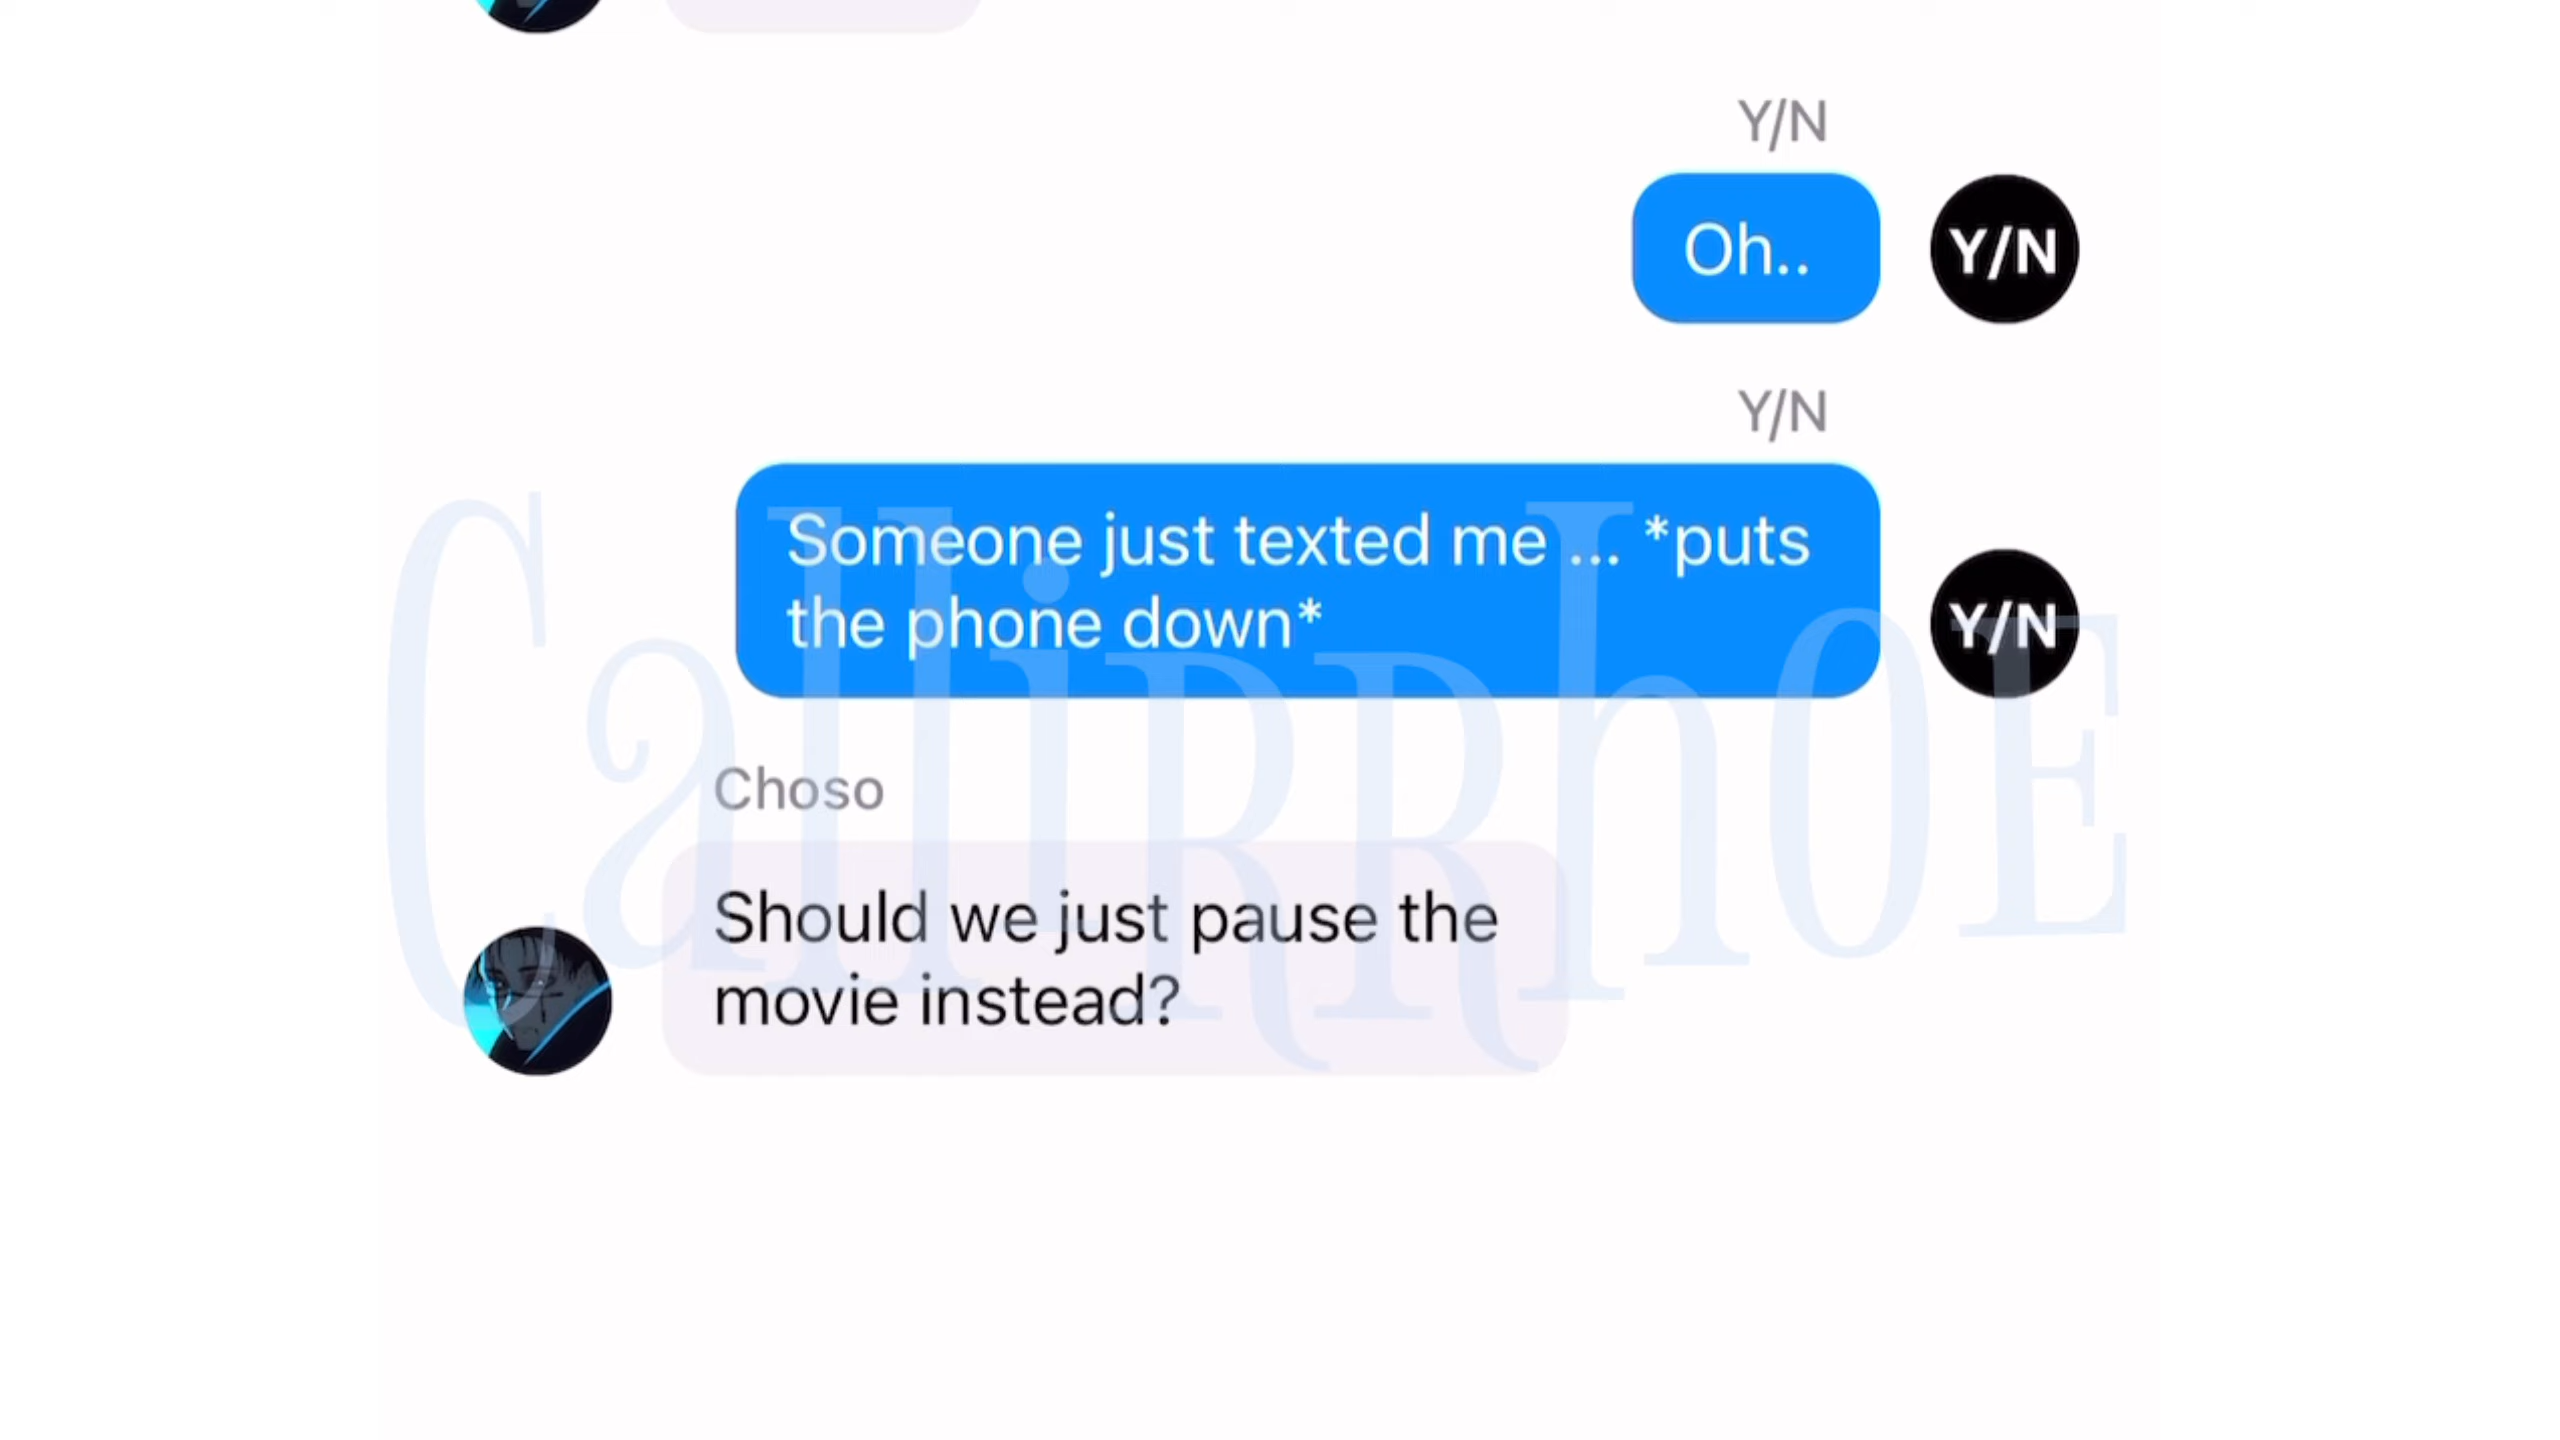 Y/N
Oh..
Y/N
Y/N
Someone just texted me ... *puts
the phone down*
Y/N
Choso
Should we just pause the
movie instead?
CalliRRhoE